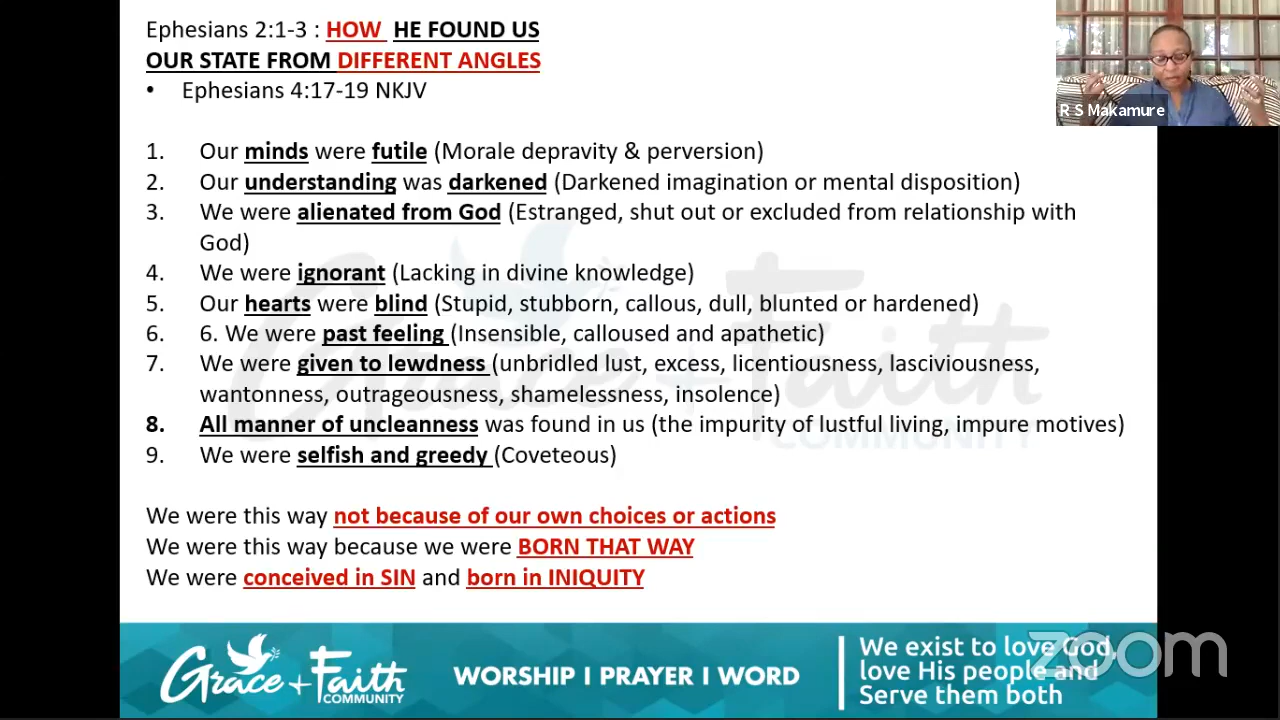 Ephesians 2:1-3 : HOW HE FOUND US
OUR STATE FROM DIFFERENT ANGLES
• Ephesians 4:17-19 NKJV
1. Our minds were futile (Morale depravity & perversion)
2. Our understanding was darkened (Darkened imagination or mental disposition)
3. We were alienated from God (Estranged, shut out or excluded from relationship with
God)
4. We were ignorant (Lacking in divine knowledge)
5. Our hearts were blind (Stupid, stubborn, callous, dull, blunted or hardened)
6. 6. We were past feeling (Insensible, calloused and apathetic)
7. We were given to lewdness (unbridled lust, excess, licentiousness, lasciviousness,
wantonness, outrageousness, shamelessness, insolence)
8. All manner of uncleanness was found in us (the impurity of lustful living, impure motives)
9. We were selfish and greedy (Coveteous)
We were this way not because of our own choices or actions
We were this way because we were BORN THAT WAY
We were conceived in SIN and born in INIQUITY
R S Makamure
Grace + Faith
COMMUNITY
Grace + Faith
COMMUNITY
WORSHIP I PRAYER I WORD
We exist to love God,
love His people and
Serve them both
zoom